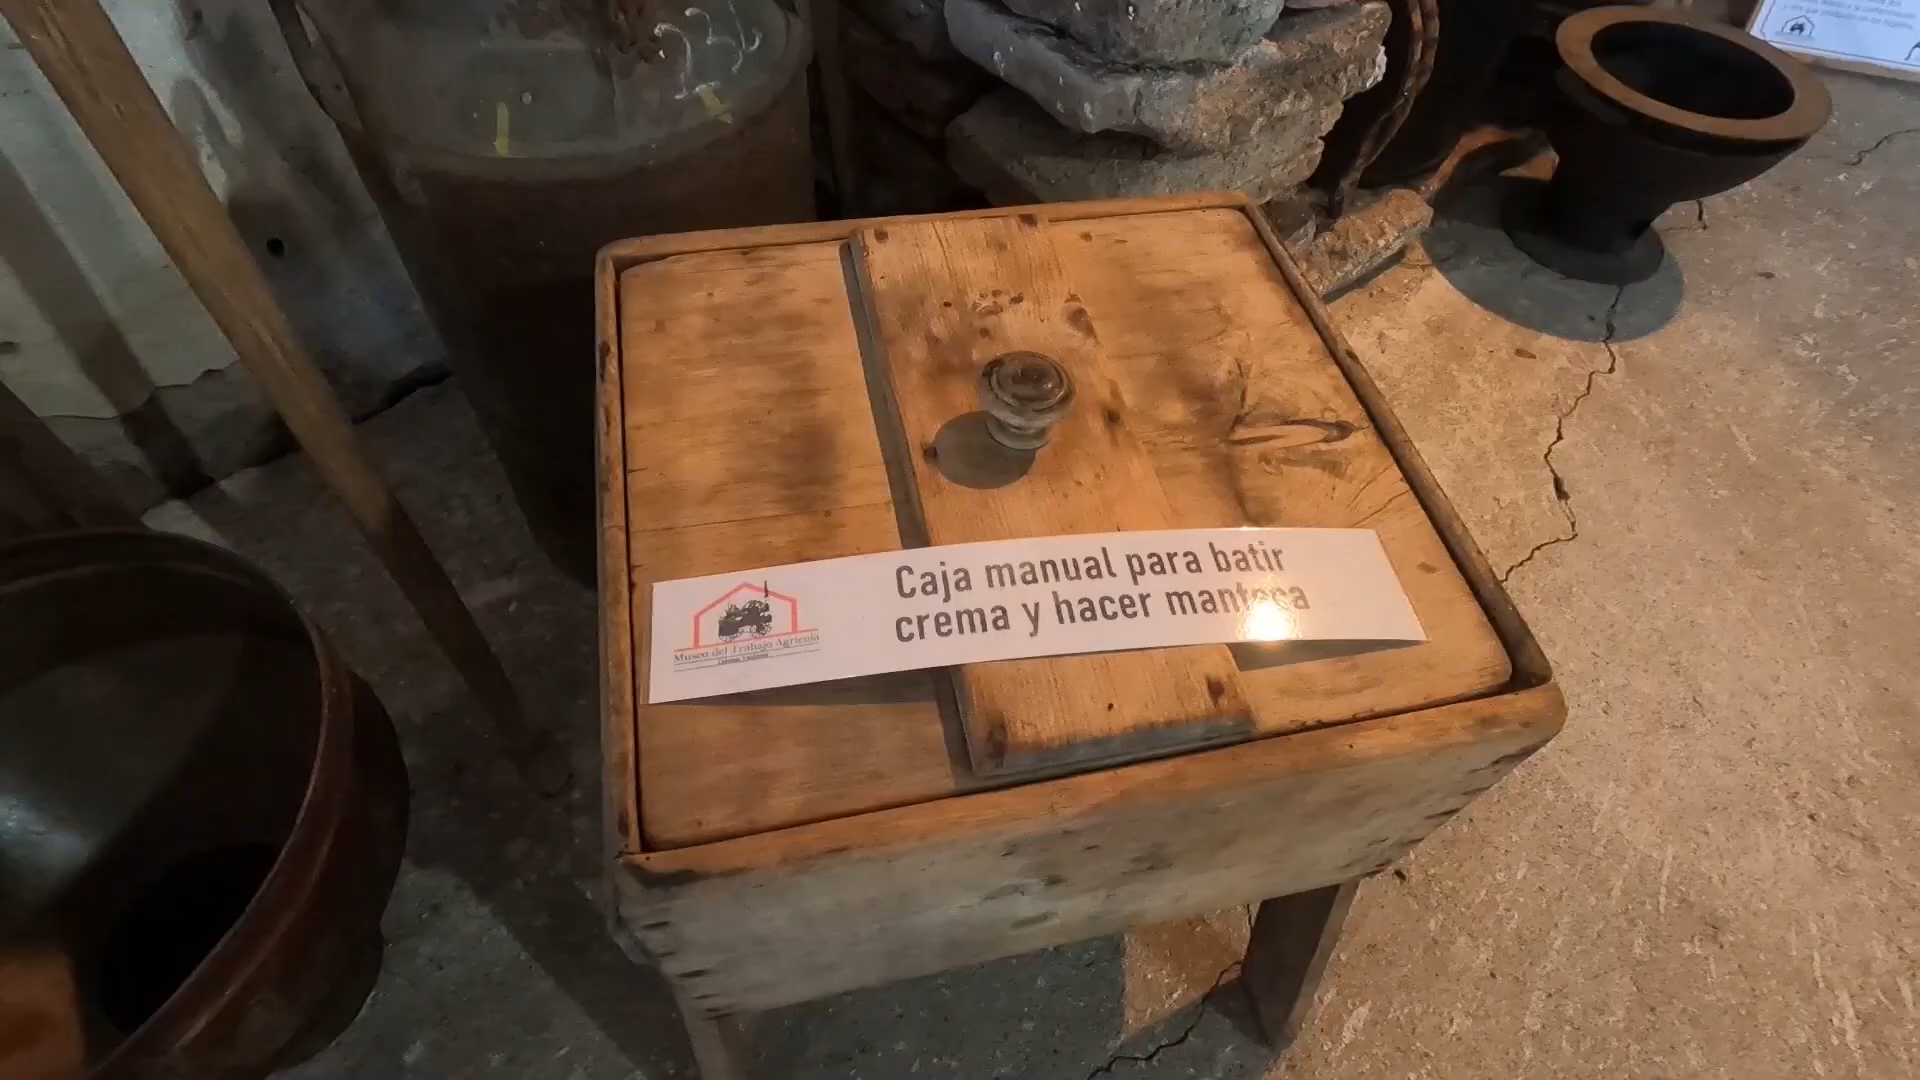 Caja manual para batir
crema y hacer manteca
Museo del Trabajo Agrícola